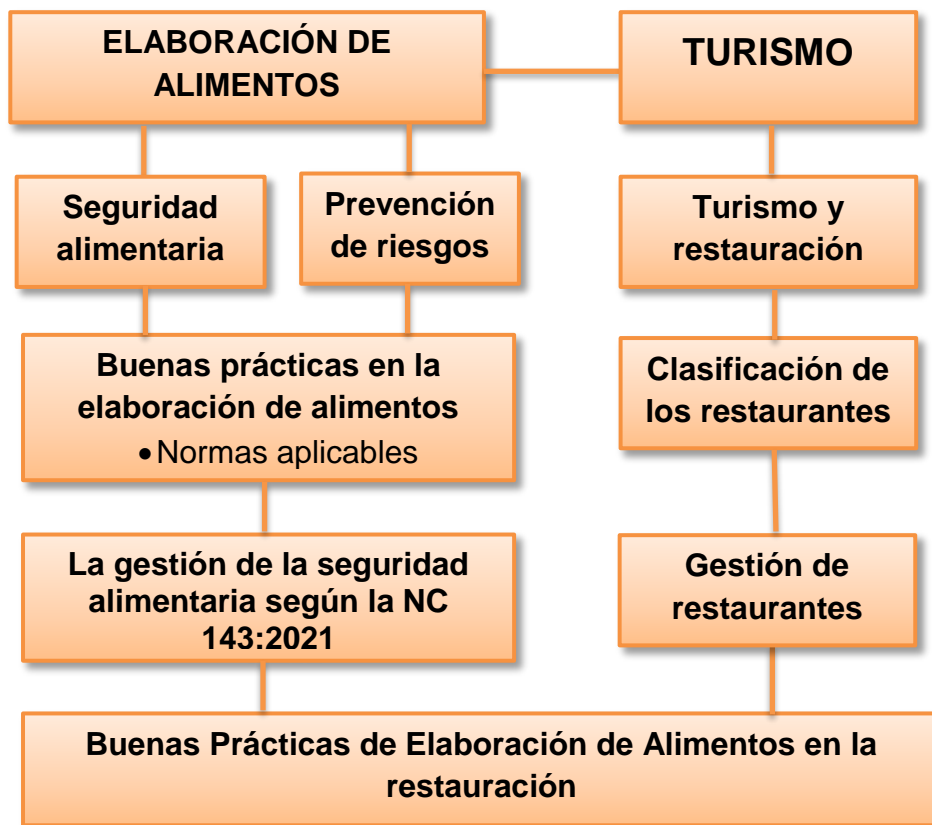 ELABORACIÓN DE
ALIMENTOS
TURISMO
Seguridad
alimentaria
Prevención
de riesgos
Turismo y
restauración
Buenas prácticas en la
elaboración de alimentos
• Normas aplicables
Clasificación de
los restaurantes
La gestión de la seguridad
alimentaria según la NC
143:2021
Gestión de
restaurantes
Buenas Prácticas de Elaboración de Alimentos en la
restauración